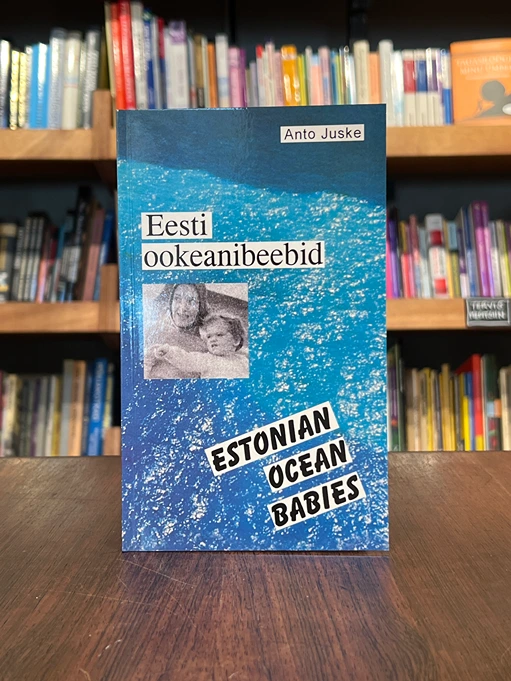 Anto Juske
Eesti
ookeanibeebid
ESTONIAN
OCEAN
BABIES